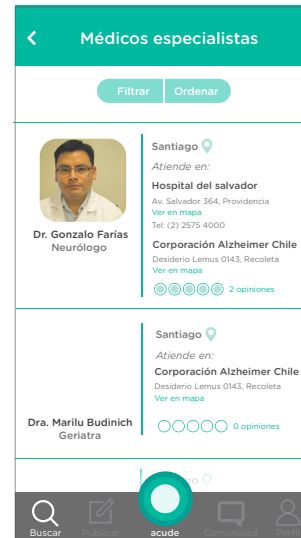 Médicos especialistas
Filtrar
Ordenar
Dr. Gonzalo Farías
Neurólogo
Santiago
Atiende en:
Hospital del salvador
Av. Salvador 364, Providencia
Ver en mapa
Tel: (2) 2575 4000
Corporación Alzheimer Chile
Desiderio Lemus 0143, Recoleta
Ver en mapa
2 opiniones
Dra. Marilu Budinich
Geriatra
Santiago
Atiende en:
Corporación Alzheimer Chile
Desiderio Lemus 0143, Recoleta
Ver en mapa
0 opiniones
Buscar
Publicar
acude
Comunidad